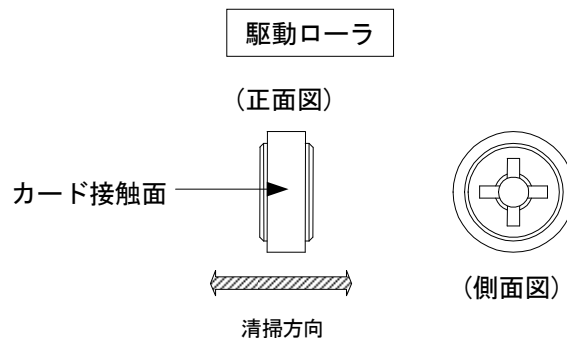 駆動ローラ
（正面図）
カード接触面
（側面図）
清掃方向